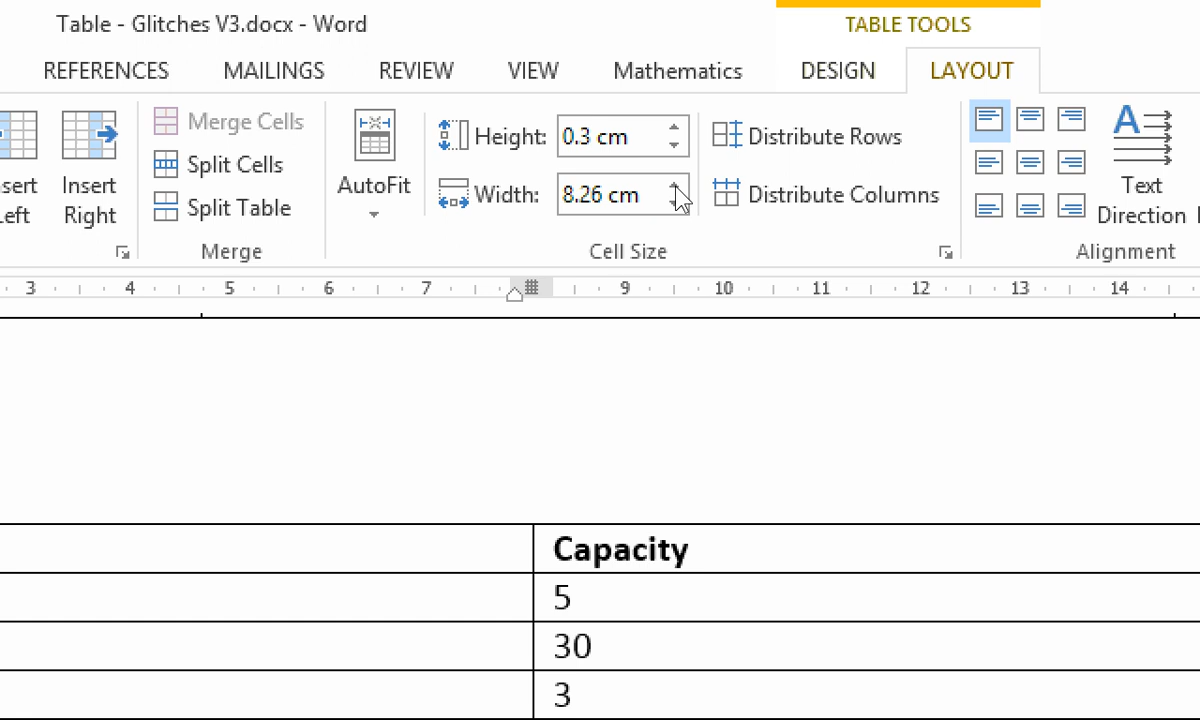 Table - Glitches V3.docx - Word
TABLE TOOLS
REFERENCES MAILINGS REVIEW VIEW Mathematics DESIGN LAYOUT
Merge Cells
Split Cells
Split Table
Insert
Right
AutoFit
Height: 0.3 cm
Width: 8.26 cm
Distribute Rows
Distribute Columns
Text
Direction
sert
Left
Merge
Cell Size
Alignment
3 4 5 6 7 9 10 11 12 13 14
Capacity
5
30
3